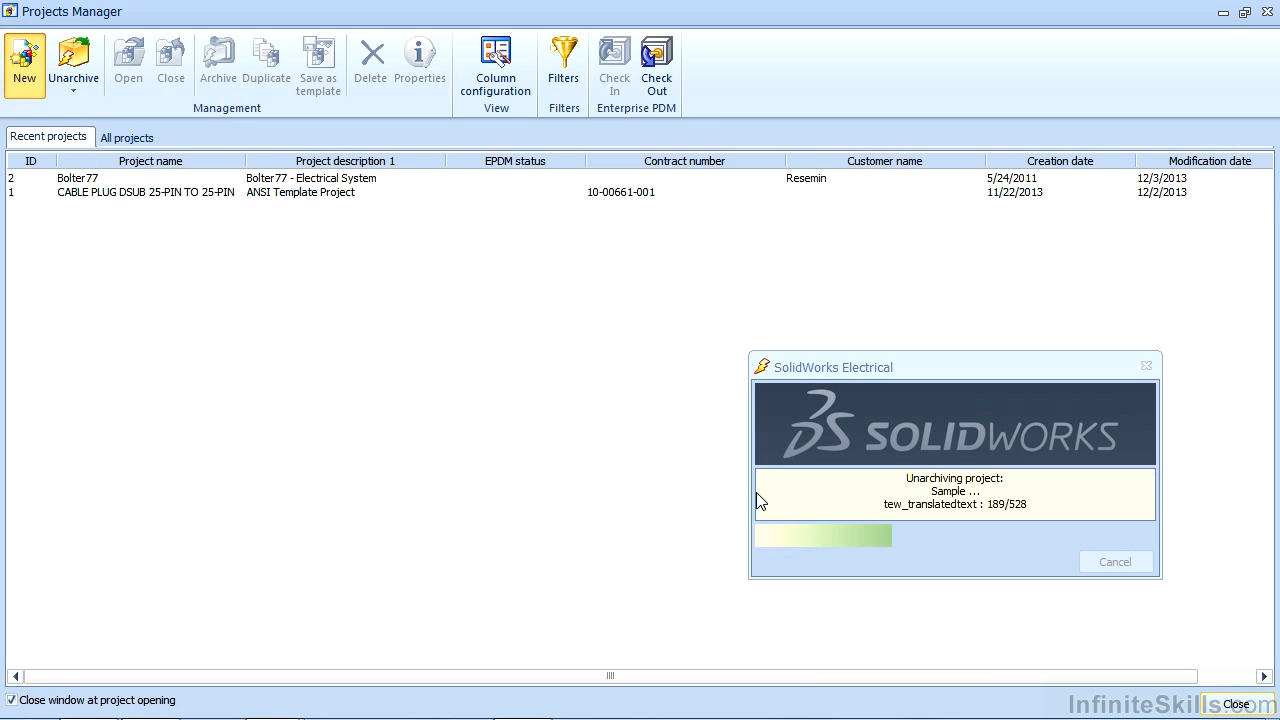 Projects Manager
New
Unarchive
Open
Close
Archive
Duplicate
Save as
template
Delete
Properties
Column
configuration
Filters
Check
In
Check
Out
Management
View
Filters
Enterprise PDM
Recent projects
All projects
ID Project name Project description 1 EPDM status Contract number Customer name Creation date Modification date
2 Bolter77 Bolter77 - Electrical System Resemin 5/24/2011 12/3/2013
1 CABLE PLUG DSUB 25-PIN TO 25-PIN ANSI Template Project 10-00661-001 11/22/2013 12/2/2013
SolidWorks Electrical
SOLIDWORKS
Unarchiving project:
Sample ...
tew_translatedtext : 189/528
Cancel
Close window at project opening
InfiniteSkills.com
Close